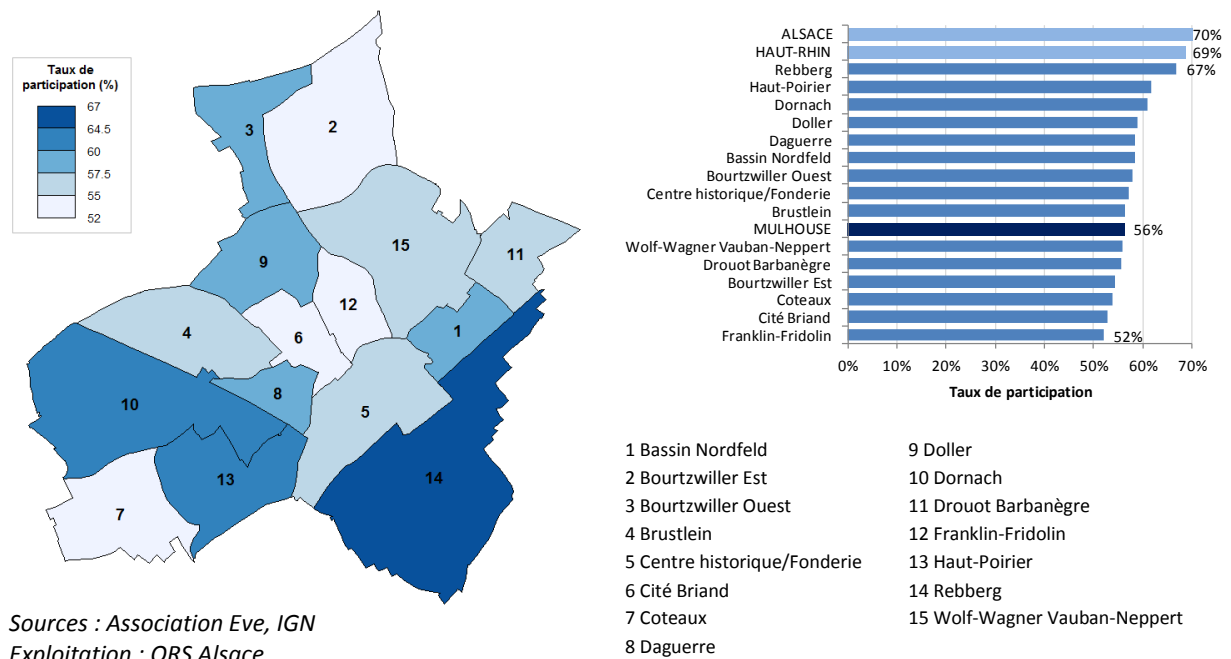 Taux de
participation (%)
67
64.5
60
57.5
55
52
3
2
15
11
9
12
1
4
6
8
10
5
13
14
7
Sources : Association Eve, IGN
Exploitation : ORS Alsace
ALSACE 70%
HAUT-RHIN 69%
Rebberg 67%
Haut-Poirier
Dornach
Doller
Daguerre
Bassin Nordfeld
Bourtzwiller Ouest
Centre historique/Fonderie
Brustlein
MULHOUSE 56%
Wolf-Wagner Vauban-Neppert
Drouot Barbanègre
Bourtzwiller Est
Coteaux
Cité Briand
Franklin-Fridolin 52%
0% 10% 20% 30% 40% 50% 60% 70%
Taux de participation
1 Bassin Nordfeld
2 Bourtzwiller Est
3 Bourtzwiller Ouest
4 Brustlein
5 Centre historique/Fonderie
6 Cité Briand
7 Coteaux
8 Daguerre
9 Doller
10 Dornach
11 Drouot Barbanègre
12 Franklin-Fridolin
13 Haut-Poirier
14 Rebberg
15 Wolf-Wagner Vauban-Neppert